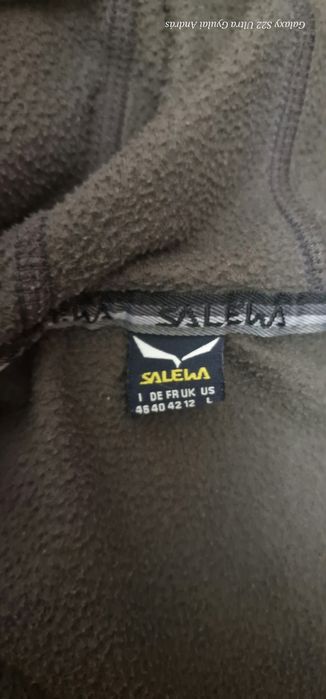 Galaxy S22 Ultra Gyulai András
SALEWA
SALEWA
I DE FR UK US
46 40 42 12 L